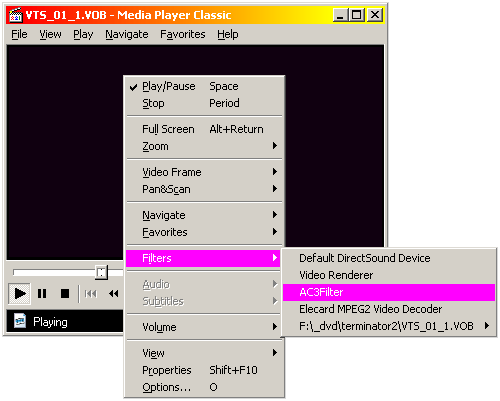 VTS_01_1.VOB - Media Player Classic
File View Play Navigate Favorites Help
Play/Pause Space
Stop Period
Full Screen Alt+Return
Zoom
Video Frame
Pan&Scan
Navigate
Favorites
Filters
Default DirectSound Device
Video Renderer
AC3Filter
Elecard MPEG2 Video Decoder
F:\_dvd\terminator2\VTS_01_1.VOB
Audio
Subtitles
Volume
View
Properties Shift+F10
Options... O
Playing